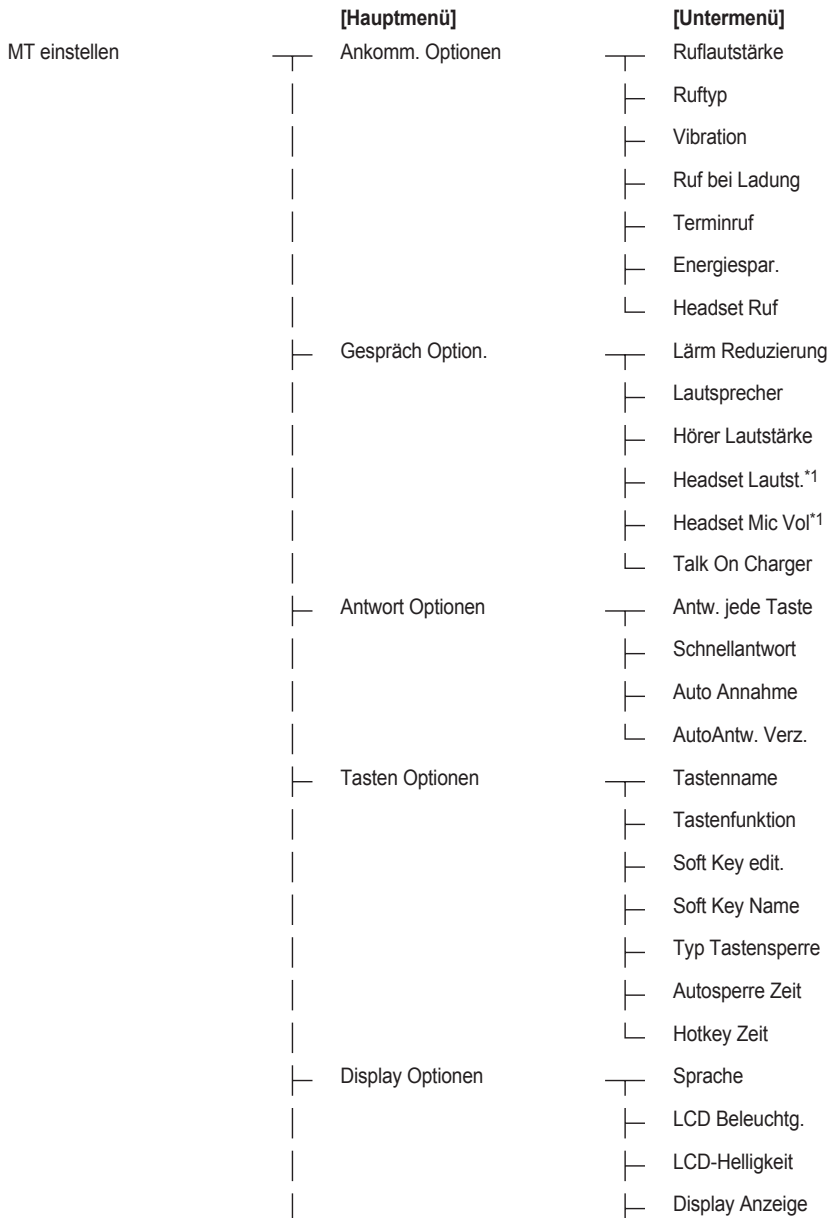 [Hauptmenü] [Untermenü]
MT einstellen Ankomm. Optionen Ruflautstärke
Ruftyp
Vibration
Ruf bei Ladung
Terminruf
Energiespar.
Headset Ruf
Gespräch Option. Lärm Reduzierung
Lautsprecher
Hörer Lautstärke
Headset Lautst.*1
Headset Mic Vol*1
Talk On Charger
Antwort Optionen Antw. jede Taste
Schnellantwort
Auto Annahme
AutoAntw. Verz.
Tasten Optionen Tastenname
Tastenfunktion
Soft Key edit.
Soft Key Name
Typ Tastensperre
Autosperre Zeit
Hotkey Zeit
Display Optionen Sprache
LCD Beleuchtg.
LCD-Helligkeit
Display Anzeige